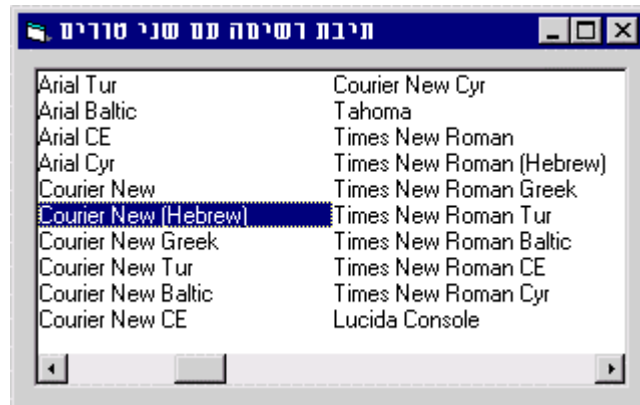 תיבת רשימה עם שני טורים
Arial Tur
Arial Baltic
Arial CE
Arial Cyr
Courier New
Courier New (Hebrew)
Courier New Greek
Courier New Tur
Courier New Baltic
Courier New CE
Courier New Cyr
Tahoma
Times New Roman
Times New Roman (Hebrew)
Times New Roman Greek
Times New Roman Tur
Times New Roman Baltic
Times New Roman CE
Times New Roman Cyr
Lucida Console